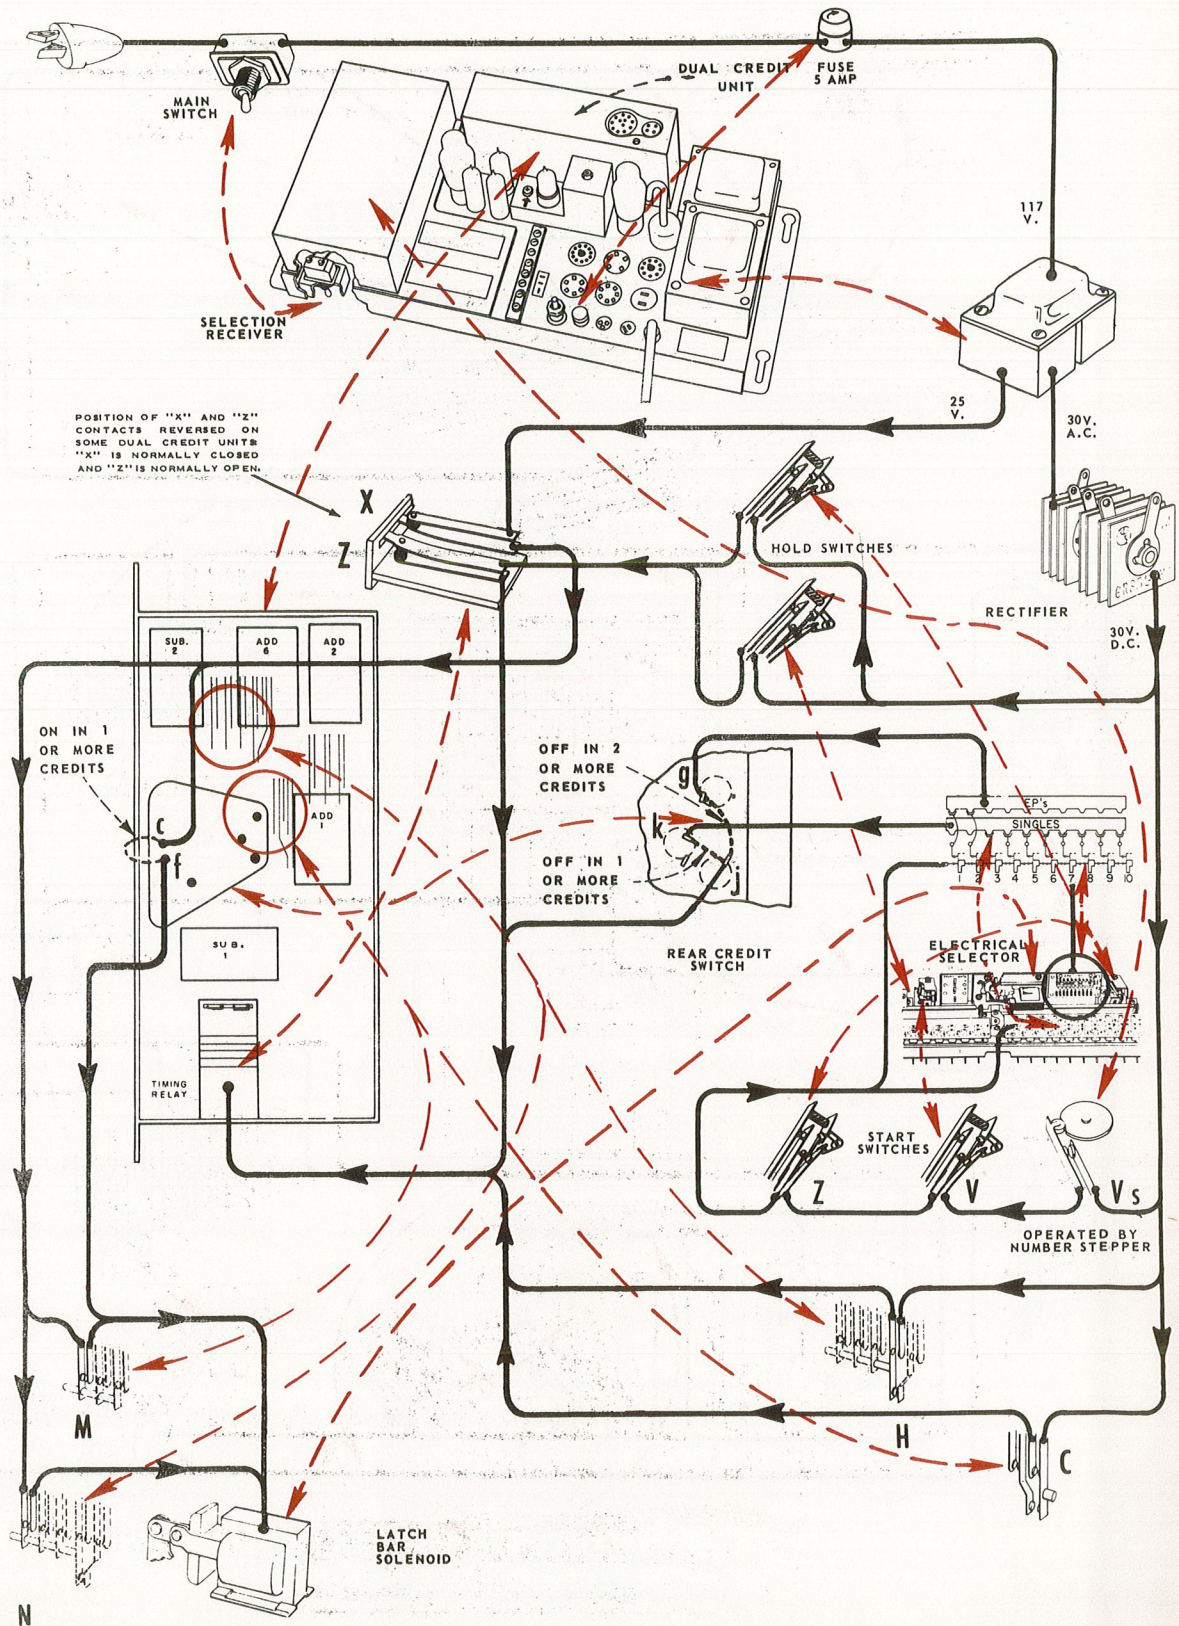 MAIN
SWITCH
DUAL CREDIT
UNIT
FUSE
5 AMP
SELECTION
RECEIVER
117
V.
25
V.
30V.
A.C.
POSITION OF "X" AND "Z"
CONTACTS REVERSED ON
SOME DUAL CREDIT UNITS
"X" IS NORMALLY CLOSED
AND "Z" IS NORMALLY OPEN.
X
Z
HOLD SWITCHES
RECTIFIER
30V.
D.C.
SUB.
2
ADD
6
ADD
2
ON IN 1
OR MORE
CREDITS
c
f
ADD
1
SUB.
1
TIMING
RELAY
OFF IN 2
OR MORE
CREDITS
g
k
j
OFF IN 1
OR MORE
CREDITS
REAR CREDIT
SWITCH
EP's
SINGLES
1 2 3 4 5 6 7 8 9 10
ELECTRICAL
SELECTOR
START
SWITCHES
Z
V
Vs
OPERATED BY
NUMBER STEPPER
M
H
C
LATCH
BAR
SOLENOID
N